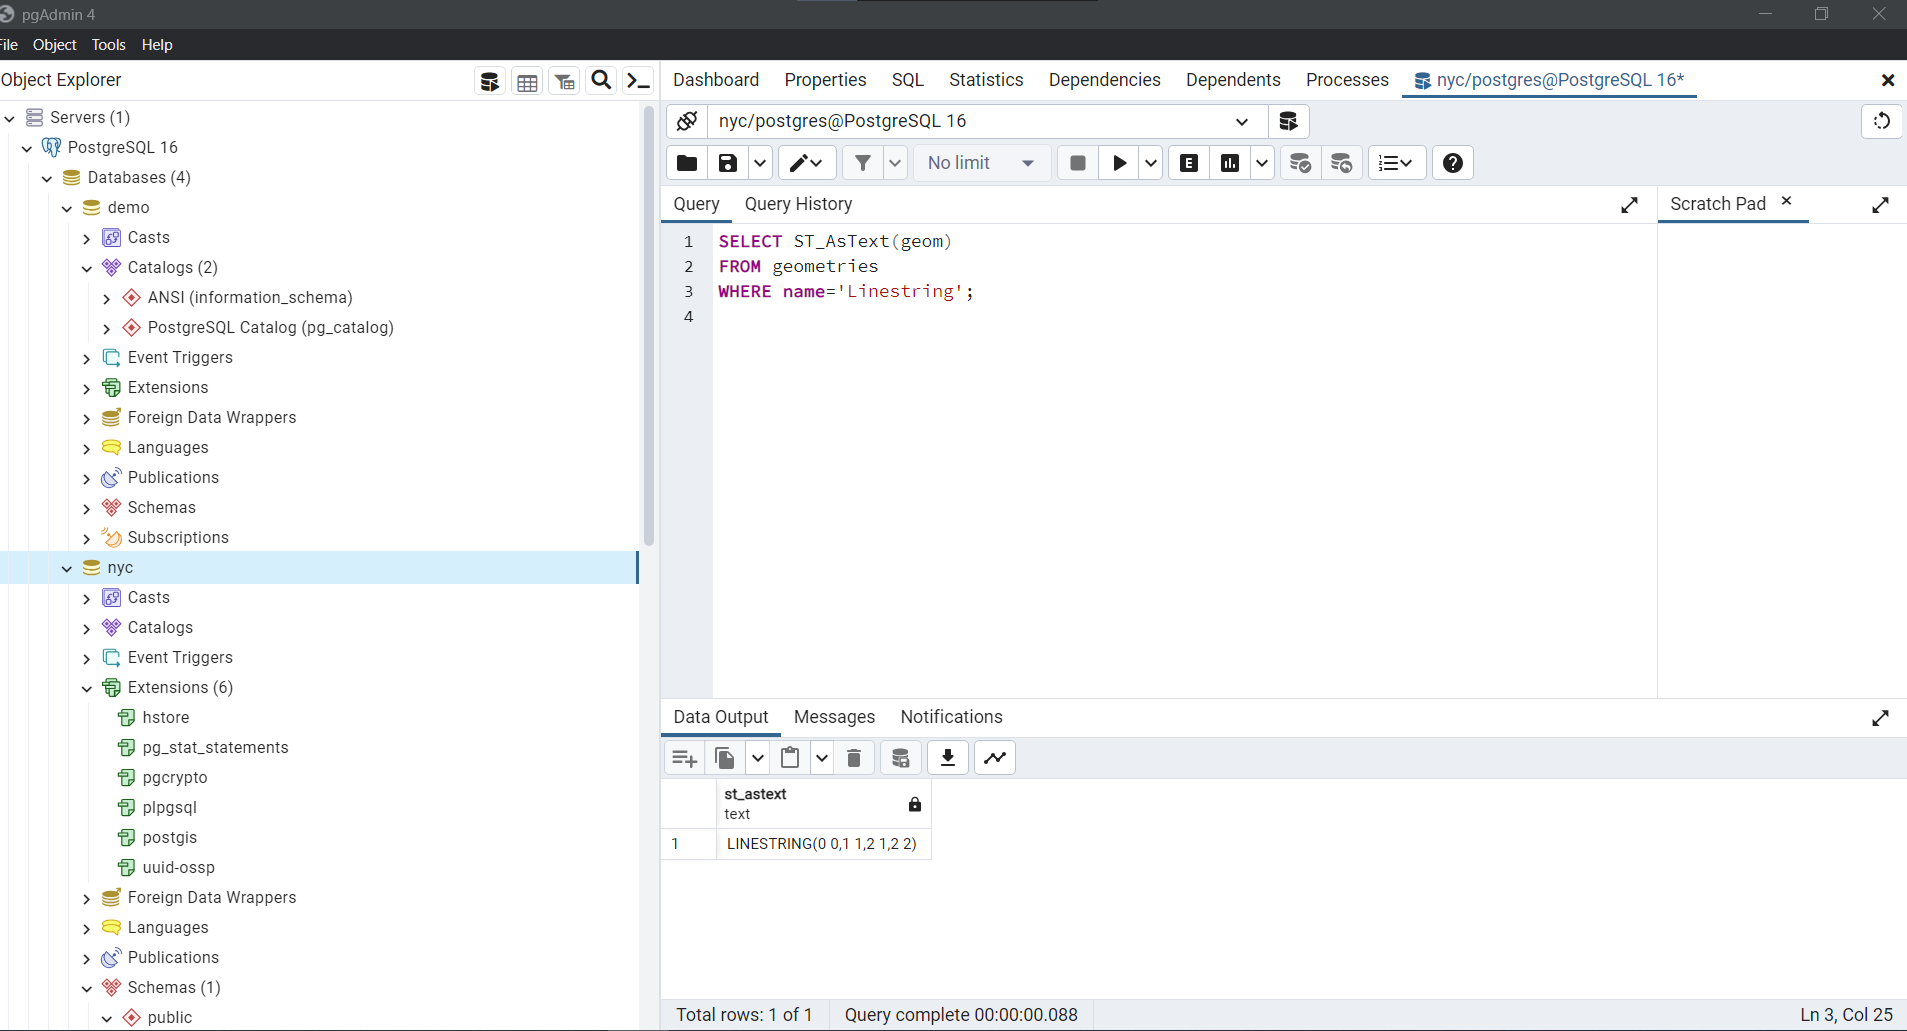 pgAdmin 4
File Object Tools Help
Object Explorer
Servers (1)
PostgreSQL 16
Databases (4)
demo
Casts
Catalogs (2)
ANSI (information_schema)
PostgreSQL Catalog (pg_catalog)
Event Triggers
Extensions
Foreign Data Wrappers
Languages
Publications
Schemas
Subscriptions
nyc
Casts
Catalogs
Event Triggers
Extensions (6)
hstore
pg_stat_statements
pgcrypto
plpgsql
postgis
uuid-ossp
Foreign Data Wrappers
Languages
Publications
Schemas (1)
public
Dashboard Properties SQL Statistics Dependencies Dependents Processes nyc/postgres@PostgreSQL 16*
nyc/postgres@PostgreSQL 16
No limit E
Query Query History
Scratch Pad
1 SELECT ST_AsText(geom)
2 FROM geometries
3 WHERE name='Linestring';
4
Data Output Messages Notifications
st_astext
text
1 LINESTRING(0 0,1 1,2 1,2 2)
Total rows: 1 of 1 Query complete 00:00:00.088 Ln 3, Col 25